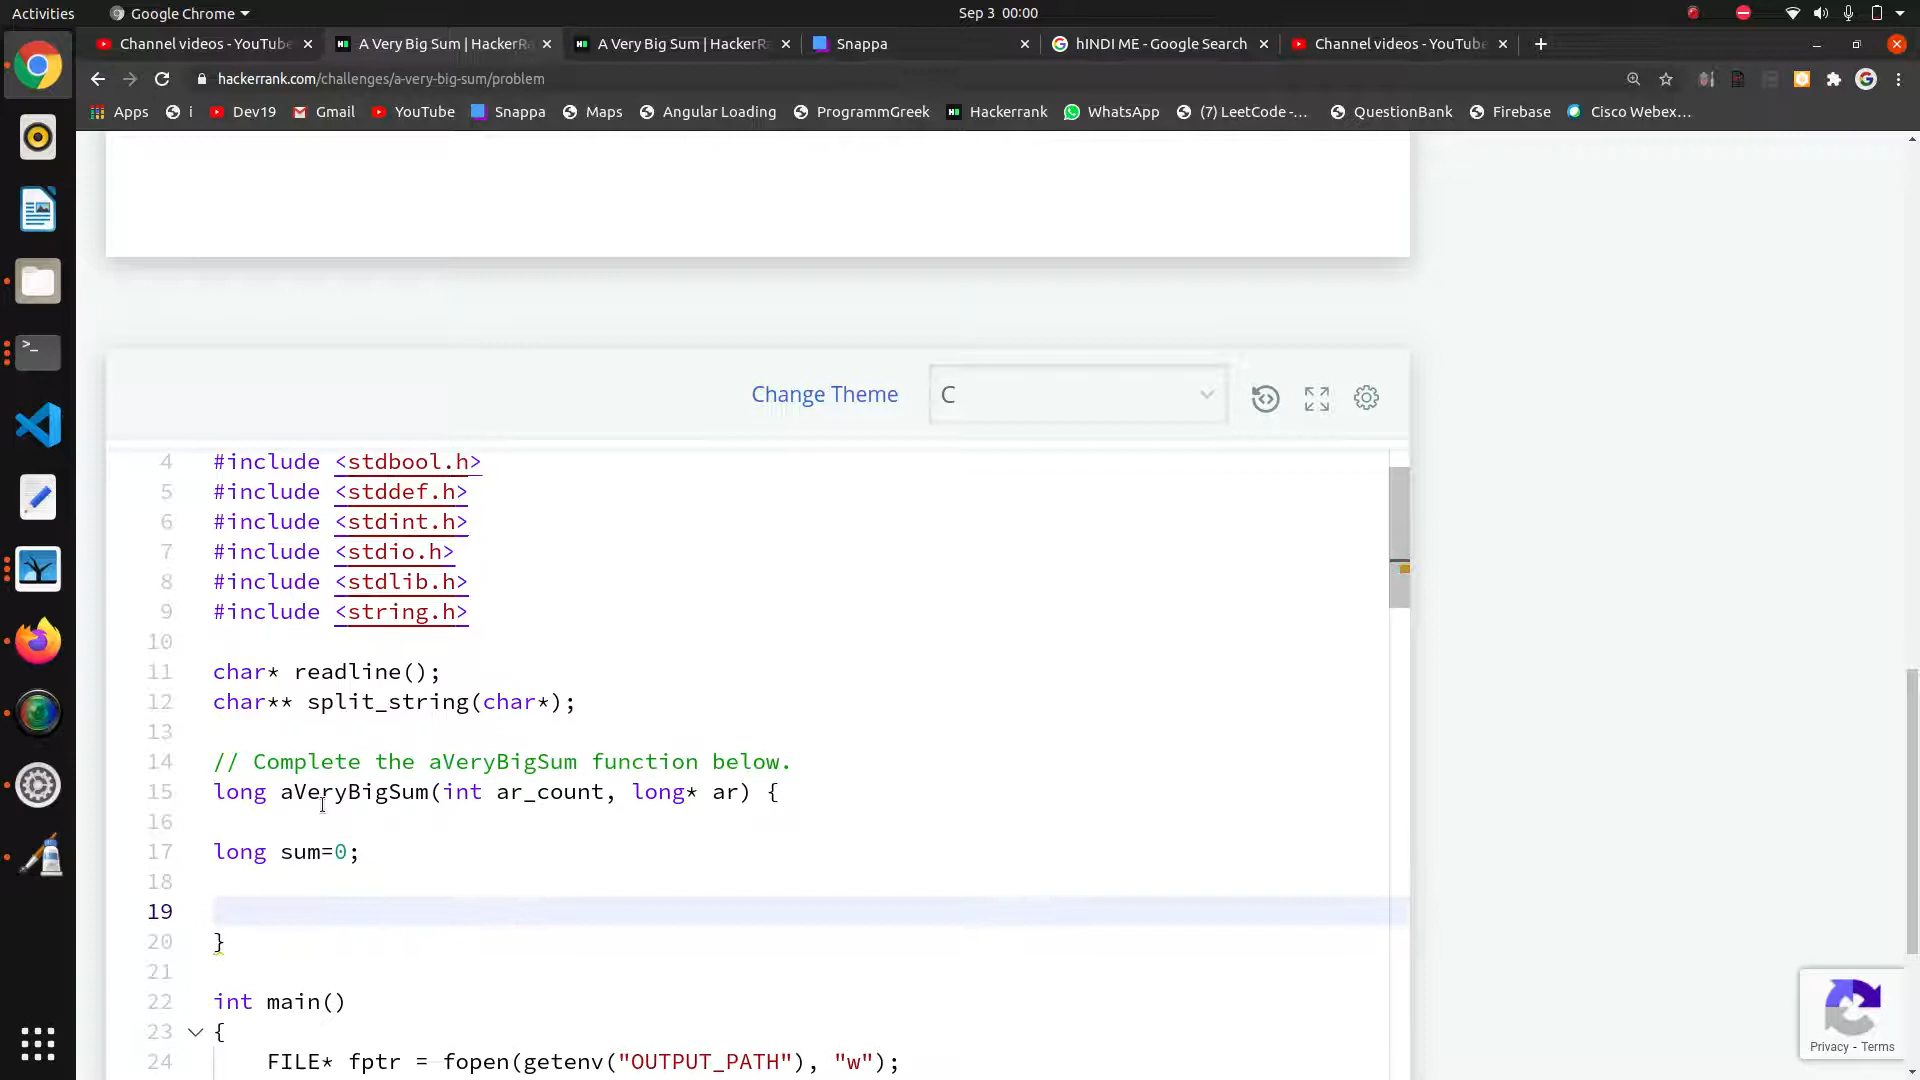 Activities Google Chrome Sep 3 00:00
Channel videos - YouTube A Very Big Sum | HackerRa A Very Big Sum | HackerRa Snappa hINDI ME - Google Search Channel videos - YouTube
hackerrank.com/challenges/a-very-big-sum/problem
Apps i Dev19 Gmail YouTube Snappa Maps Angular Loading ProgrammGreek Hackerrank WhatsApp (7) LeetCode -... QuestionBank Firebase Cisco Webex...
Change Theme C
4 #include <stdbool.h>
5 #include <stddef.h>
6 #include <stdint.h>
7 #include <stdio.h>
8 #include <stdlib.h>
9 #include <string.h>
10
11 char* readline();
12 char** split_string(char*);
13
14 // Complete the aVeryBigSum function below.
15 long aVeryBigSum(int ar_count, long* ar) {
16
17 long sum=0;
18
19
20 }
21
22 int main()
23 {
24 FILE* fptr = fopen(getenv("OUTPUT_PATH"), "w");
Privacy - Terms